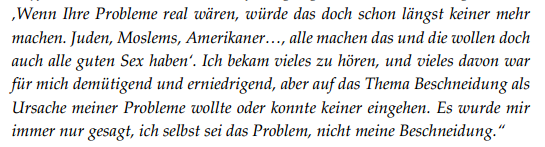 ‚Wenn Ihre Probleme real wären, würde das doch schon längst keiner mehr
machen. Juden, Moslems, Amerikaner…, alle machen das und die wollen doch
auch alle guten Sex haben‘. Ich bekam vieles zu hören, und vieles davon war
für mich demütigend und erniedrigend, aber auf das Thema Beschneidung als
Ursache meiner Probleme wollte oder konnte keiner eingehen. Es wurde mir
immer nur gesagt, ich selbst sei das Problem, nicht meine Beschneidung.“